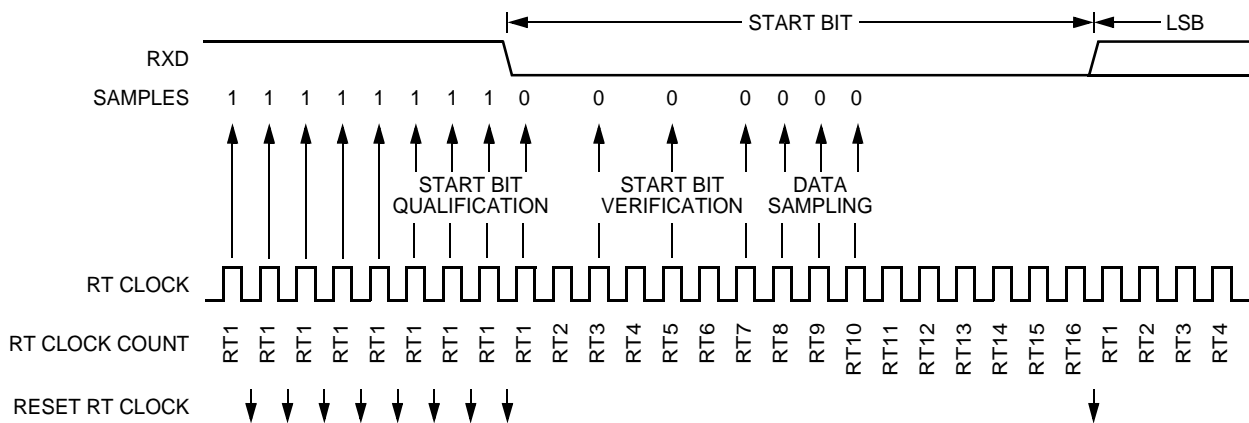 START BIT LSB
RXD
SAMPLES 1 1 1 1 1 1 1 1 0 0 0 0 0 0 0
START BIT QUALIFICATION
START BIT VERIFICATION
DATA SAMPLING
RT CLOCK
RT CLOCK COUNT RT1 RT1 RT1 RT1 RT1 RT1 RT1 RT1 RT1 RT2 RT3 RT4 RT5 RT6 RT7 RT8 RT9 RT10 RT11 RT12 RT13 RT14 RT15 RT16 RT1 RT2 RT3 RT4
RESET RT CLOCK